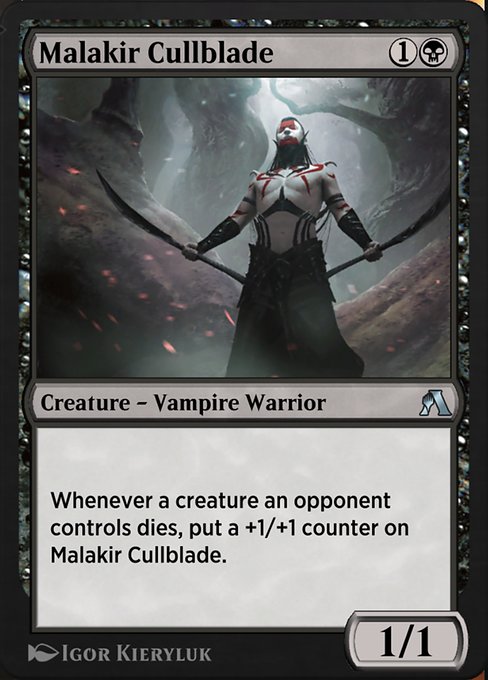 Malakir Cullblade 1
Creature – Vampire Warrior
Whenever a creature an opponent
controls dies, put a +1/+1 counter on
Malakir Cullblade.
1/1
Igor Kieryluk